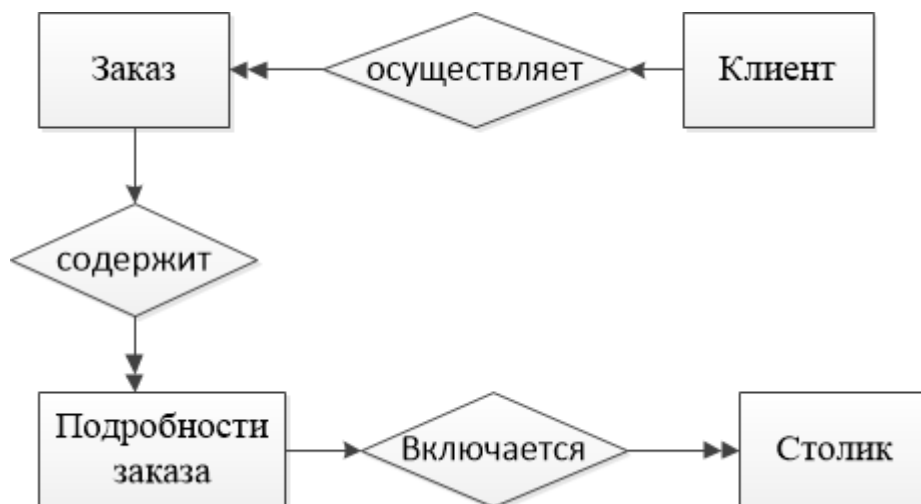 Заказ
осуществляет
Клиент
содержит
Подробности
заказа
Включается
Столик